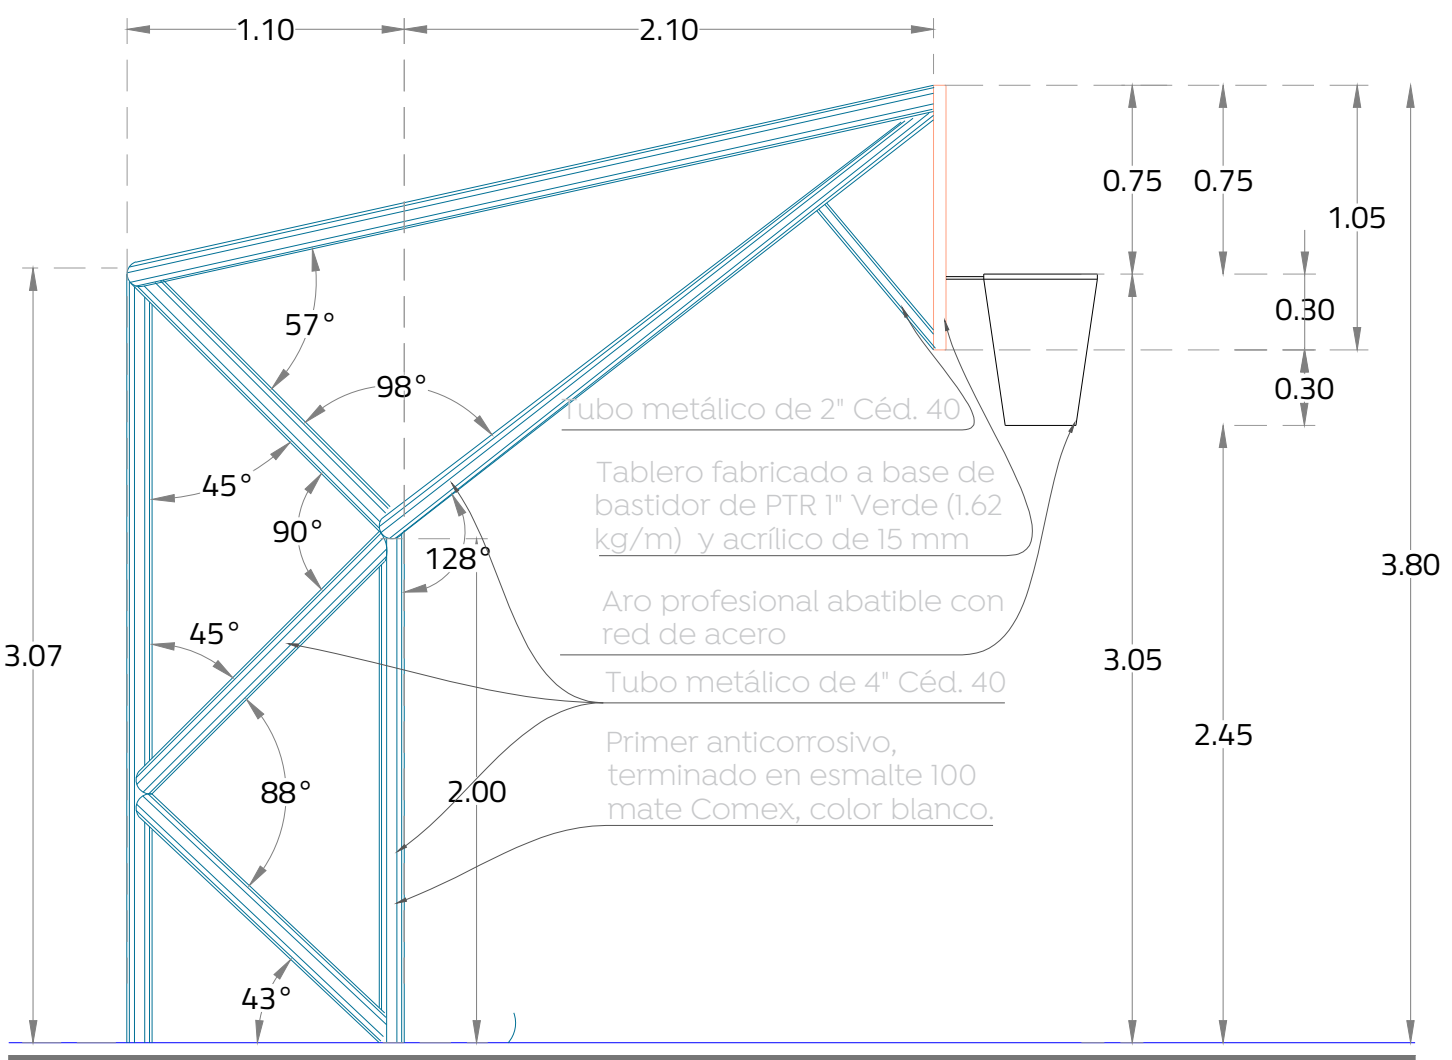 1.10
2.10
0.75
0.75
1.05
0.30
57°
98°
0.30
Tubo metálico de 2" Céd. 40
45°
Tablero fabricado a base de
bastidor de PTR 1" Verde (1.62
kg/m) y acrílico de 15 mm
90°
128°
3.80
Aro profesional abatible con
red de acero
45°
3.07
3.05
Tubo metálico de 4" Céd. 40
2.45
Primer anticorrosivo,
terminado en esmalte 100
mate Comex, color blanco.
88°
2.00
43°